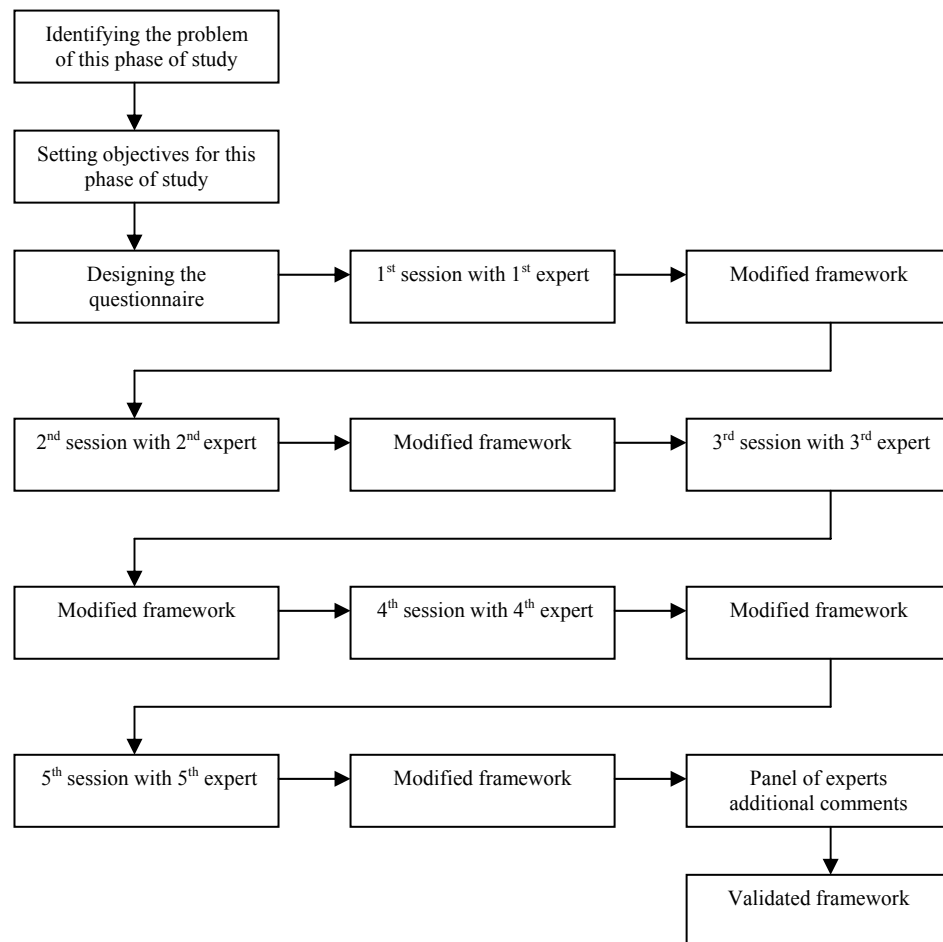 Identifying the problem
of this phase of study
Setting objectives for this
phase of study
Designing the
questionnaire
1st session with 1st expert
Modified framework
2nd session with 2nd expert
Modified framework
3rd session with 3rd expert
Modified framework
4th session with 4th expert
Modified framework
5th session with 5th expert
Modified framework
Panel of experts
additional comments
Validated framework